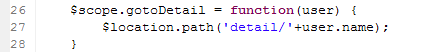 26 $scope.gotoDetail = function(user) {
27 $location.path('detail/'+user.name);
28 }